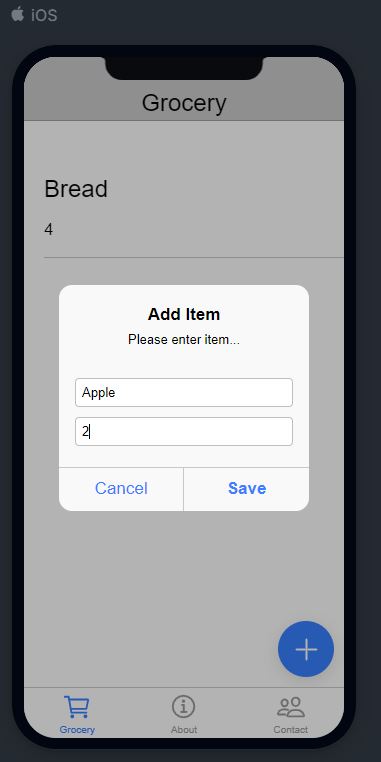 iOS
Grocery
Bread
4
Add Item
Please enter item...
Apple
2
Cancel
Save
Grocery
About
Contact